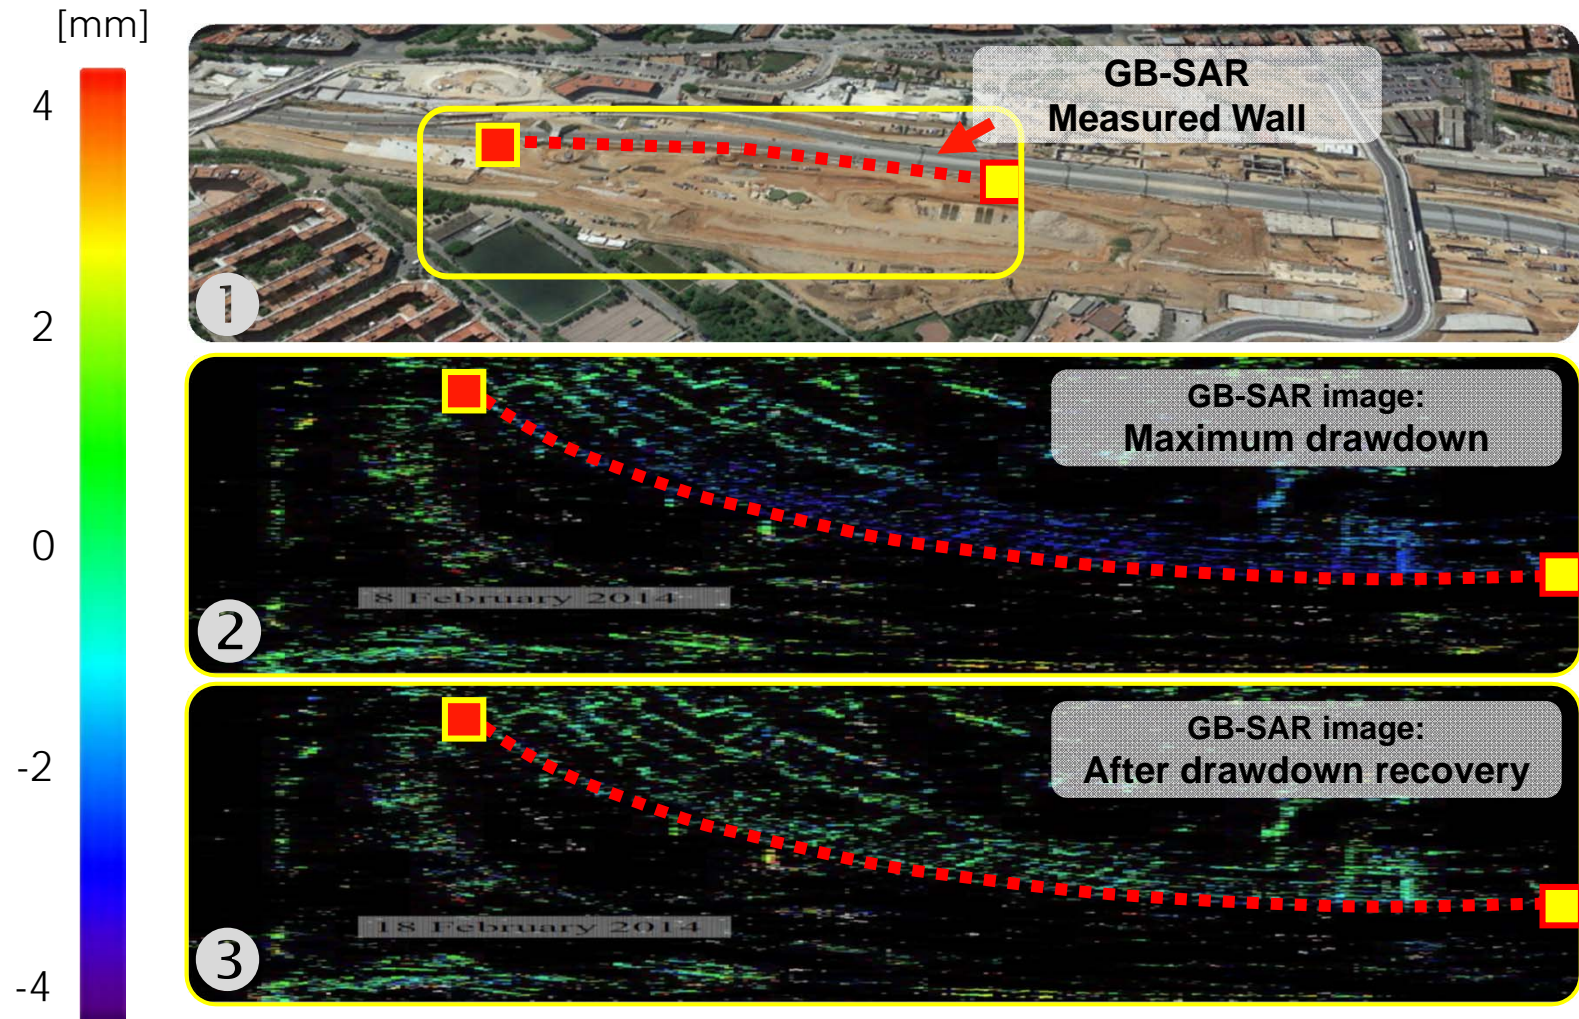 [mm]
4
2
0
-2
-4
GB-SAR
Measured Wall
1
GB-SAR image:
Maximum drawdown
8 February 2014
2
GB-SAR image:
After drawdown recovery
18 February 2014
3